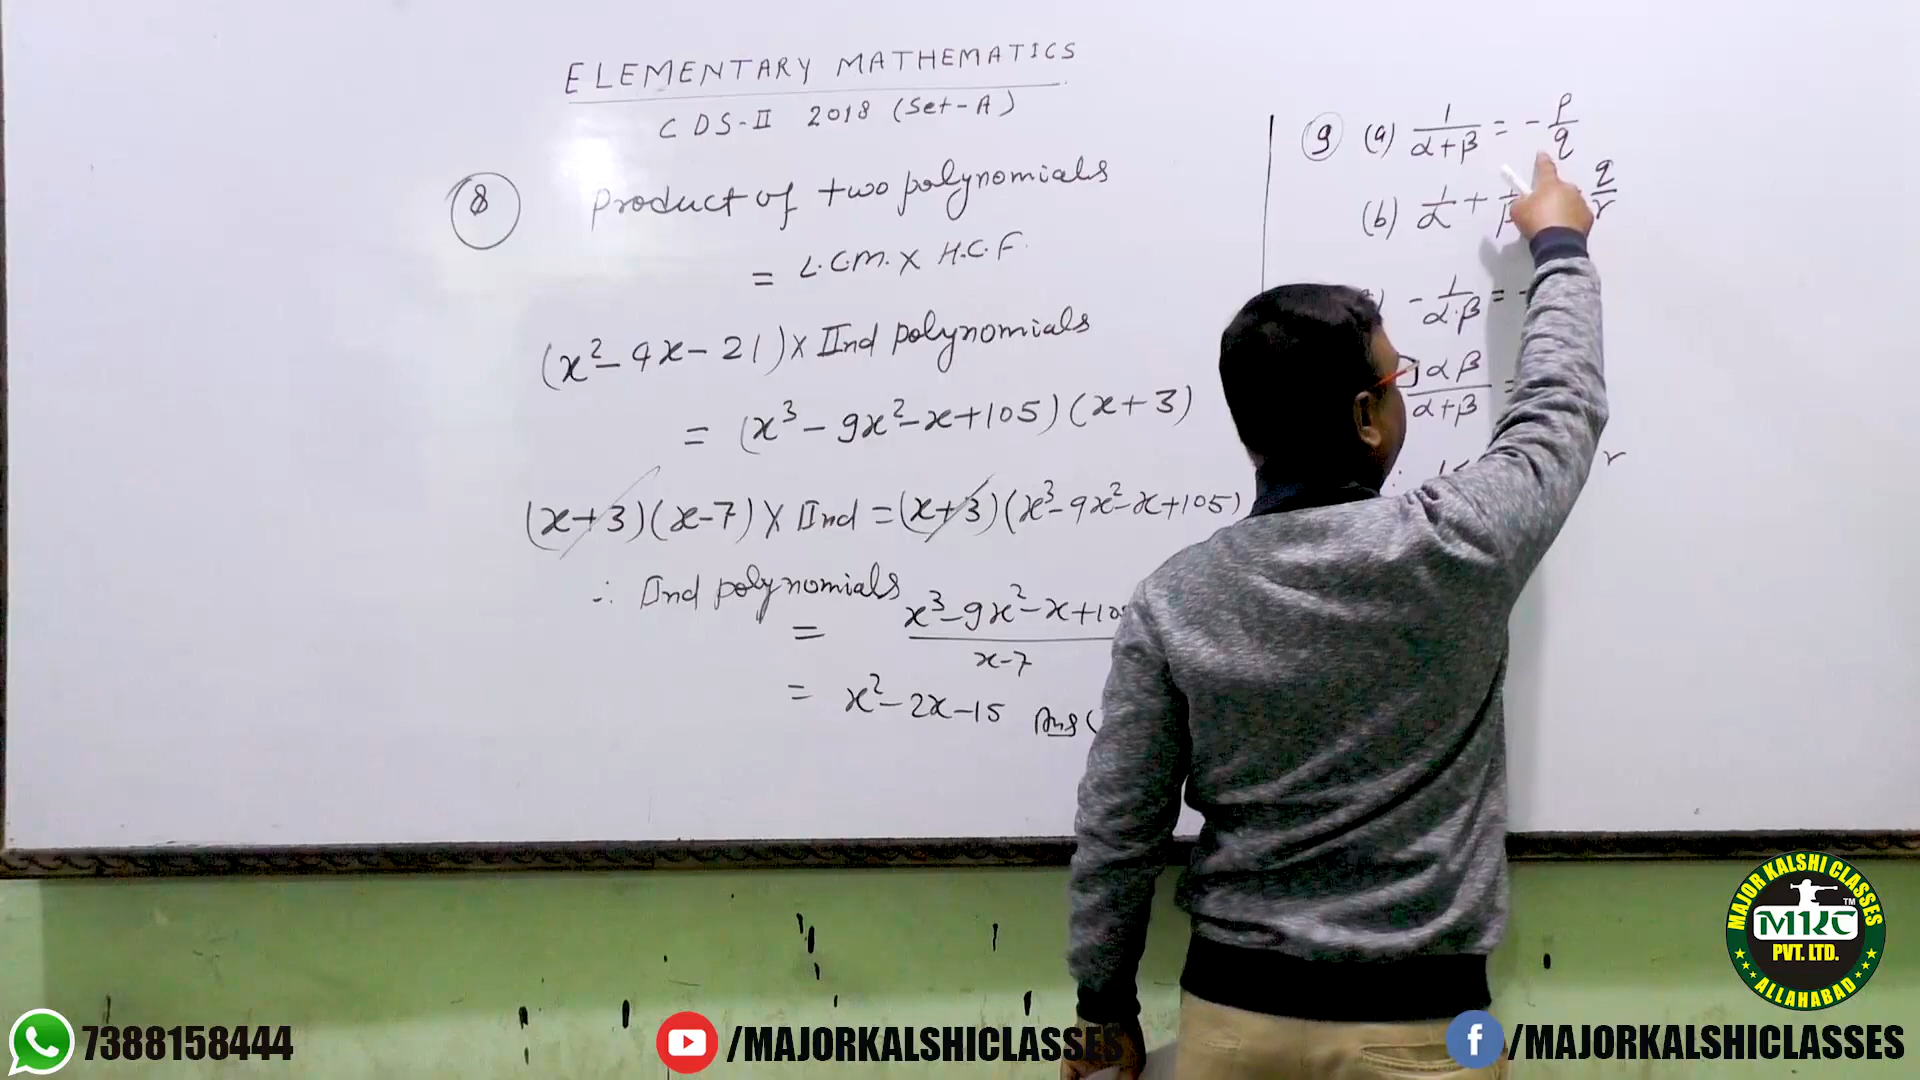 ELEMENTARY MATHEMATICS
CDS-II 2018 (Set-A)
8 Product of two polynomials
= L.C.M. X H.C.F.
(x² - 4x - 21) X IInd polynomials
= (x³ - 9x² - x + 105) (x + 3)
(x+3)(x-7) X IInd = (x+3)(x³-9x²-x+105)
∴ IInd polynomials
= x³-9x²-x+10
x-7
= x² - 2x - 15 Ans (
9 (a) 1/α+β = - p/q
(b) 1/α + q/r
- 1/α.β = -
αβ/α+β =
r
MAJOR KALSHI CLASSES
MKC TM
PVT. LTD.
ALLAHABAD
7388158444
/MAJORKALSHICLASSES
f /MAJORKALSHICLASSES